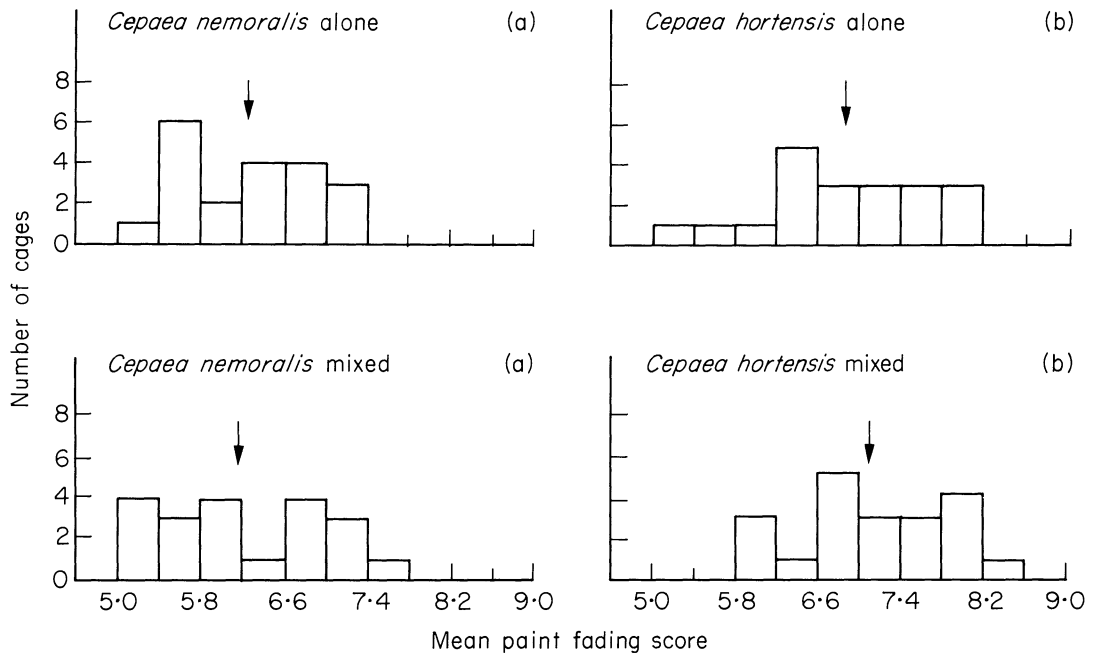 Cepaea nemoralis alone (a)
8
6
4
2
0
Cepaea hortensis alone (b)
Number of cages
Cepaea nemoralis mixed (a)
8
6
4
2
0
5·0 5·8 6·6 7·4 8·2 9·0
Cepaea hortensis mixed (b)
5·0 5·8 6·6 7·4 8·2 9·0
Mean paint fading score